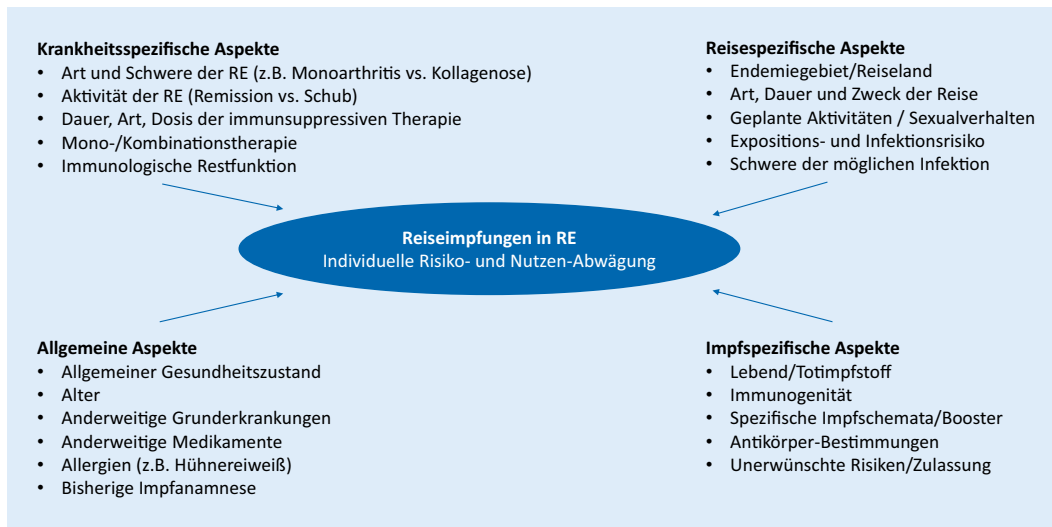 Krankheitsspezifische Aspekte
• Art und Schwere der RE (z.B. Monoarthritis vs. Kollagenose)
• Aktivität der RE (Remission vs. Schub)
• Dauer, Art, Dosis der immunsuppressiven Therapie
• Mono-/Kombinationstherapie
• Immunologische Restfunktion
Reisespezifische Aspekte
• Endemiegebiet/Reiseland
• Art, Dauer und Zweck der Reise
• Geplante Aktivitäten / Sexualverhalten
• Expositions- und Infektionsrisiko
• Schwere der möglichen Infektion
Reiseimpfungen in RE
Individuelle Risiko- und Nutzen-Abwägung
Allgemeine Aspekte
• Allgemeiner Gesundheitszustand
• Alter
• Anderweitige Grunderkrankungen
• Anderweitige Medikamente
• Allergien (z.B. Hühnereiweiß)
• Bisherige Impfanamnese
Impfspezifische Aspekte
• Lebend/Totimpfstoff
• Immunogenität
• Spezifische Impfschemata/Booster
• Antikörper-Bestimmungen
• Unerwünschte Risiken/Zulassung